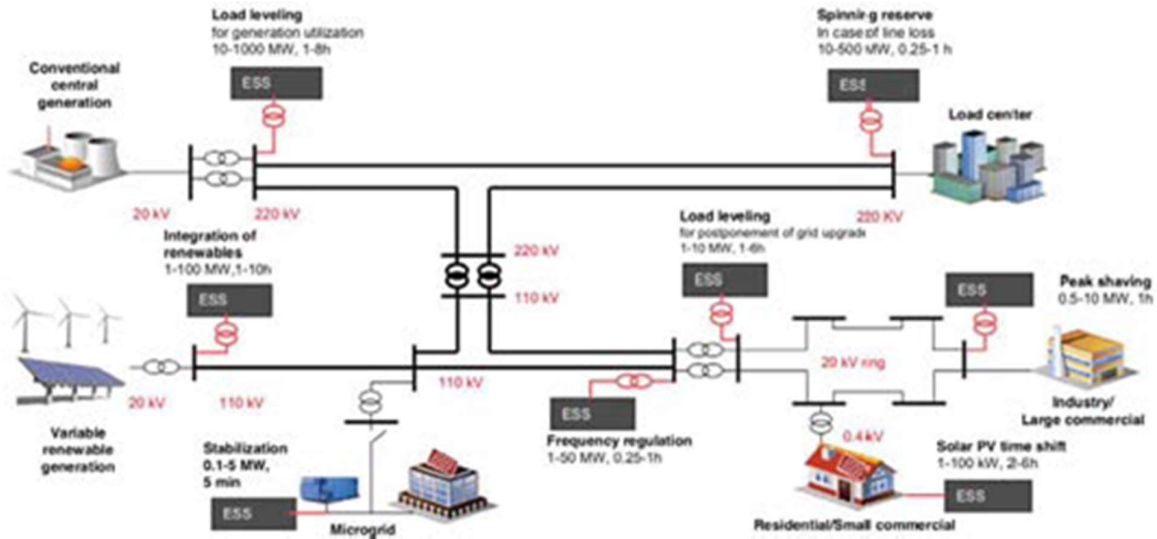 Load leveling
for generation utilization
10-1000 MW, 1-8h
ESS
Spinning reserve
In case of line loss
10-500 MW, 0.25-1 h
ESS
Conventional
central
generation
Load center
20 kV
220 kV
220 KV
Integration of
renewables
1-100 MW,1-10h
ESS
220 kV
110 kV
Load leveling
for postponement of grid upgrade
1-10 MW, 1-6h
ESS
ESS
Peak shaving
0.5-10 MW, 1h
20 kV ring
20 kV
110 kV
110 kV
Variable
renewable
generation
ESS
Frequency regulation
1-50 MW, 0.25-1h
Industry/
Large commercial
0.4 kV
Stabilization
0.1-5 MW,
5 min
ESS
Microgrid
Solar PV time shift
1-100 kW, 2-6h
ESS
Residential/Small commercial